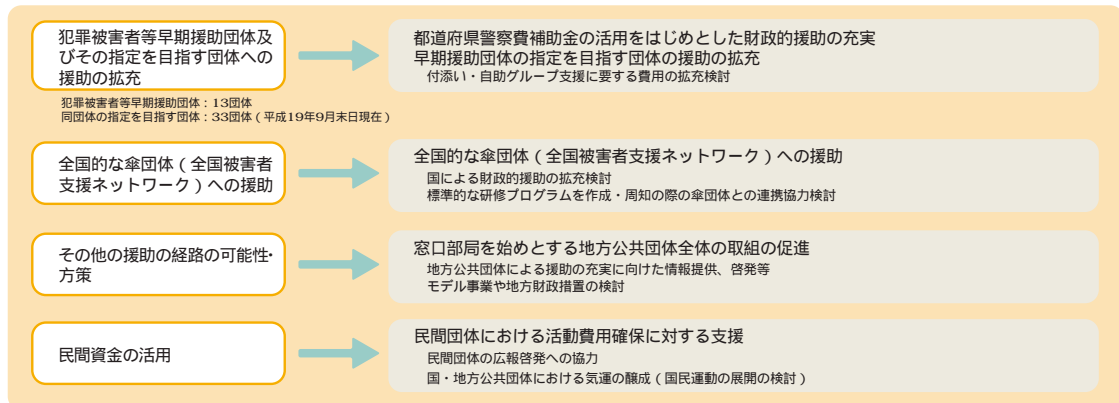 犯罪被害者等早期援助団体及
びその指定を目指す団体への
援助の拡充
都道府県警察費補助金の活用をはじめとした財政的援助の充実
早期援助団体の指定を目指す団体の援助の拡充
付添い・自助グループ支援に要する費用の拡充検討
犯罪被害者等早期援助団体：13団体
同団体の指定を目指す団体：33団体（平成19年9月末日現在）
全国的な傘団体（全国被害者
支援ネットワーク）への援助
全国的な傘団体（全国被害者支援ネットワーク）への援助
国による財政的援助の拡充検討
標準的な研修プログラムを作成・周知の際の傘団体との連携協力検討
その他の援助の経路の可能性・
方策
窓口部局を始めとする地方公共団体全体の取組の促進
地方公共団体による援助の充実に向けた情報提供、啓発等
モデル事業や地方財政措置の検討
民間資金の活用
民間団体における活動費用確保に対する支援
民間団体の広報啓発への協力
国・地方公共団体における気運の醸成（国民運動の展開の検討）